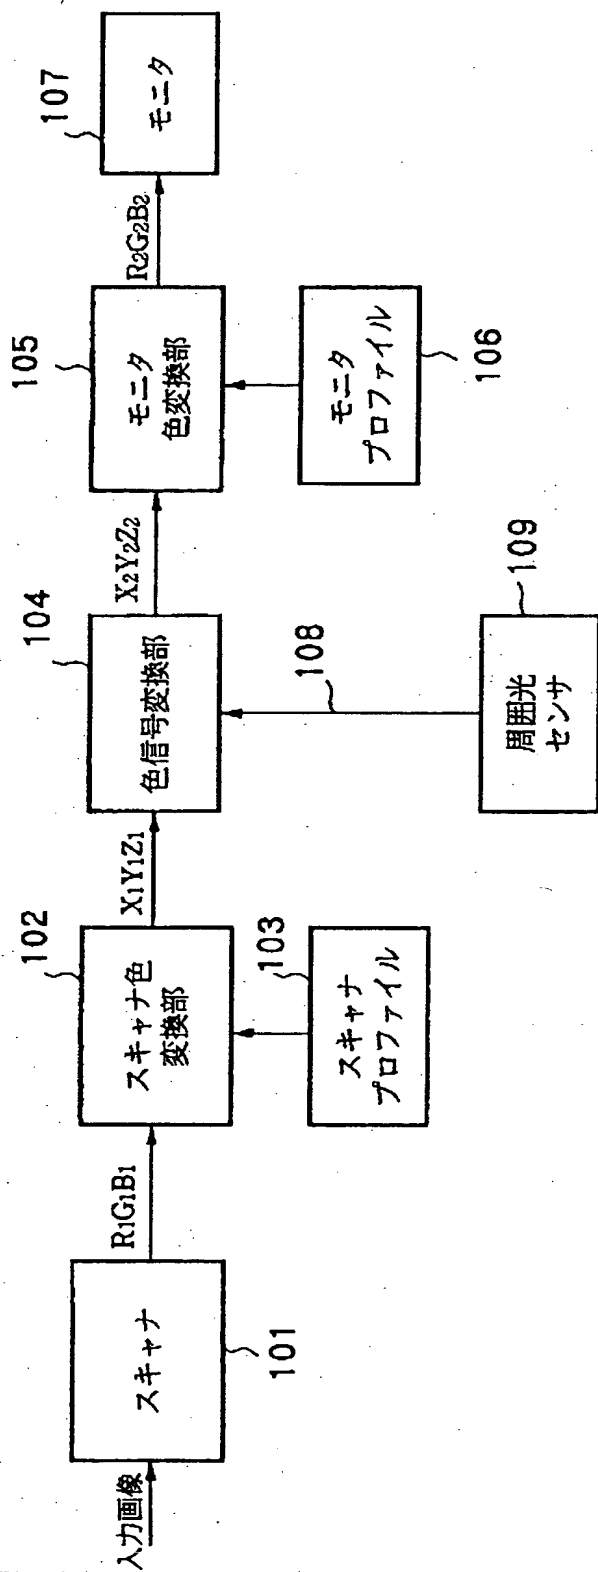 入力画像
スキャナ
101
R1G1B1
スキャナ色
変換部
102
スキャナ
プロファイル
103
X1Y1Z1
色信号変換部
104
108
周囲光
センサ
109
X2Y2Z2
モニタ
色変換部
105
モニタ
プロファイル
106
R2G2B2
モニタ
107